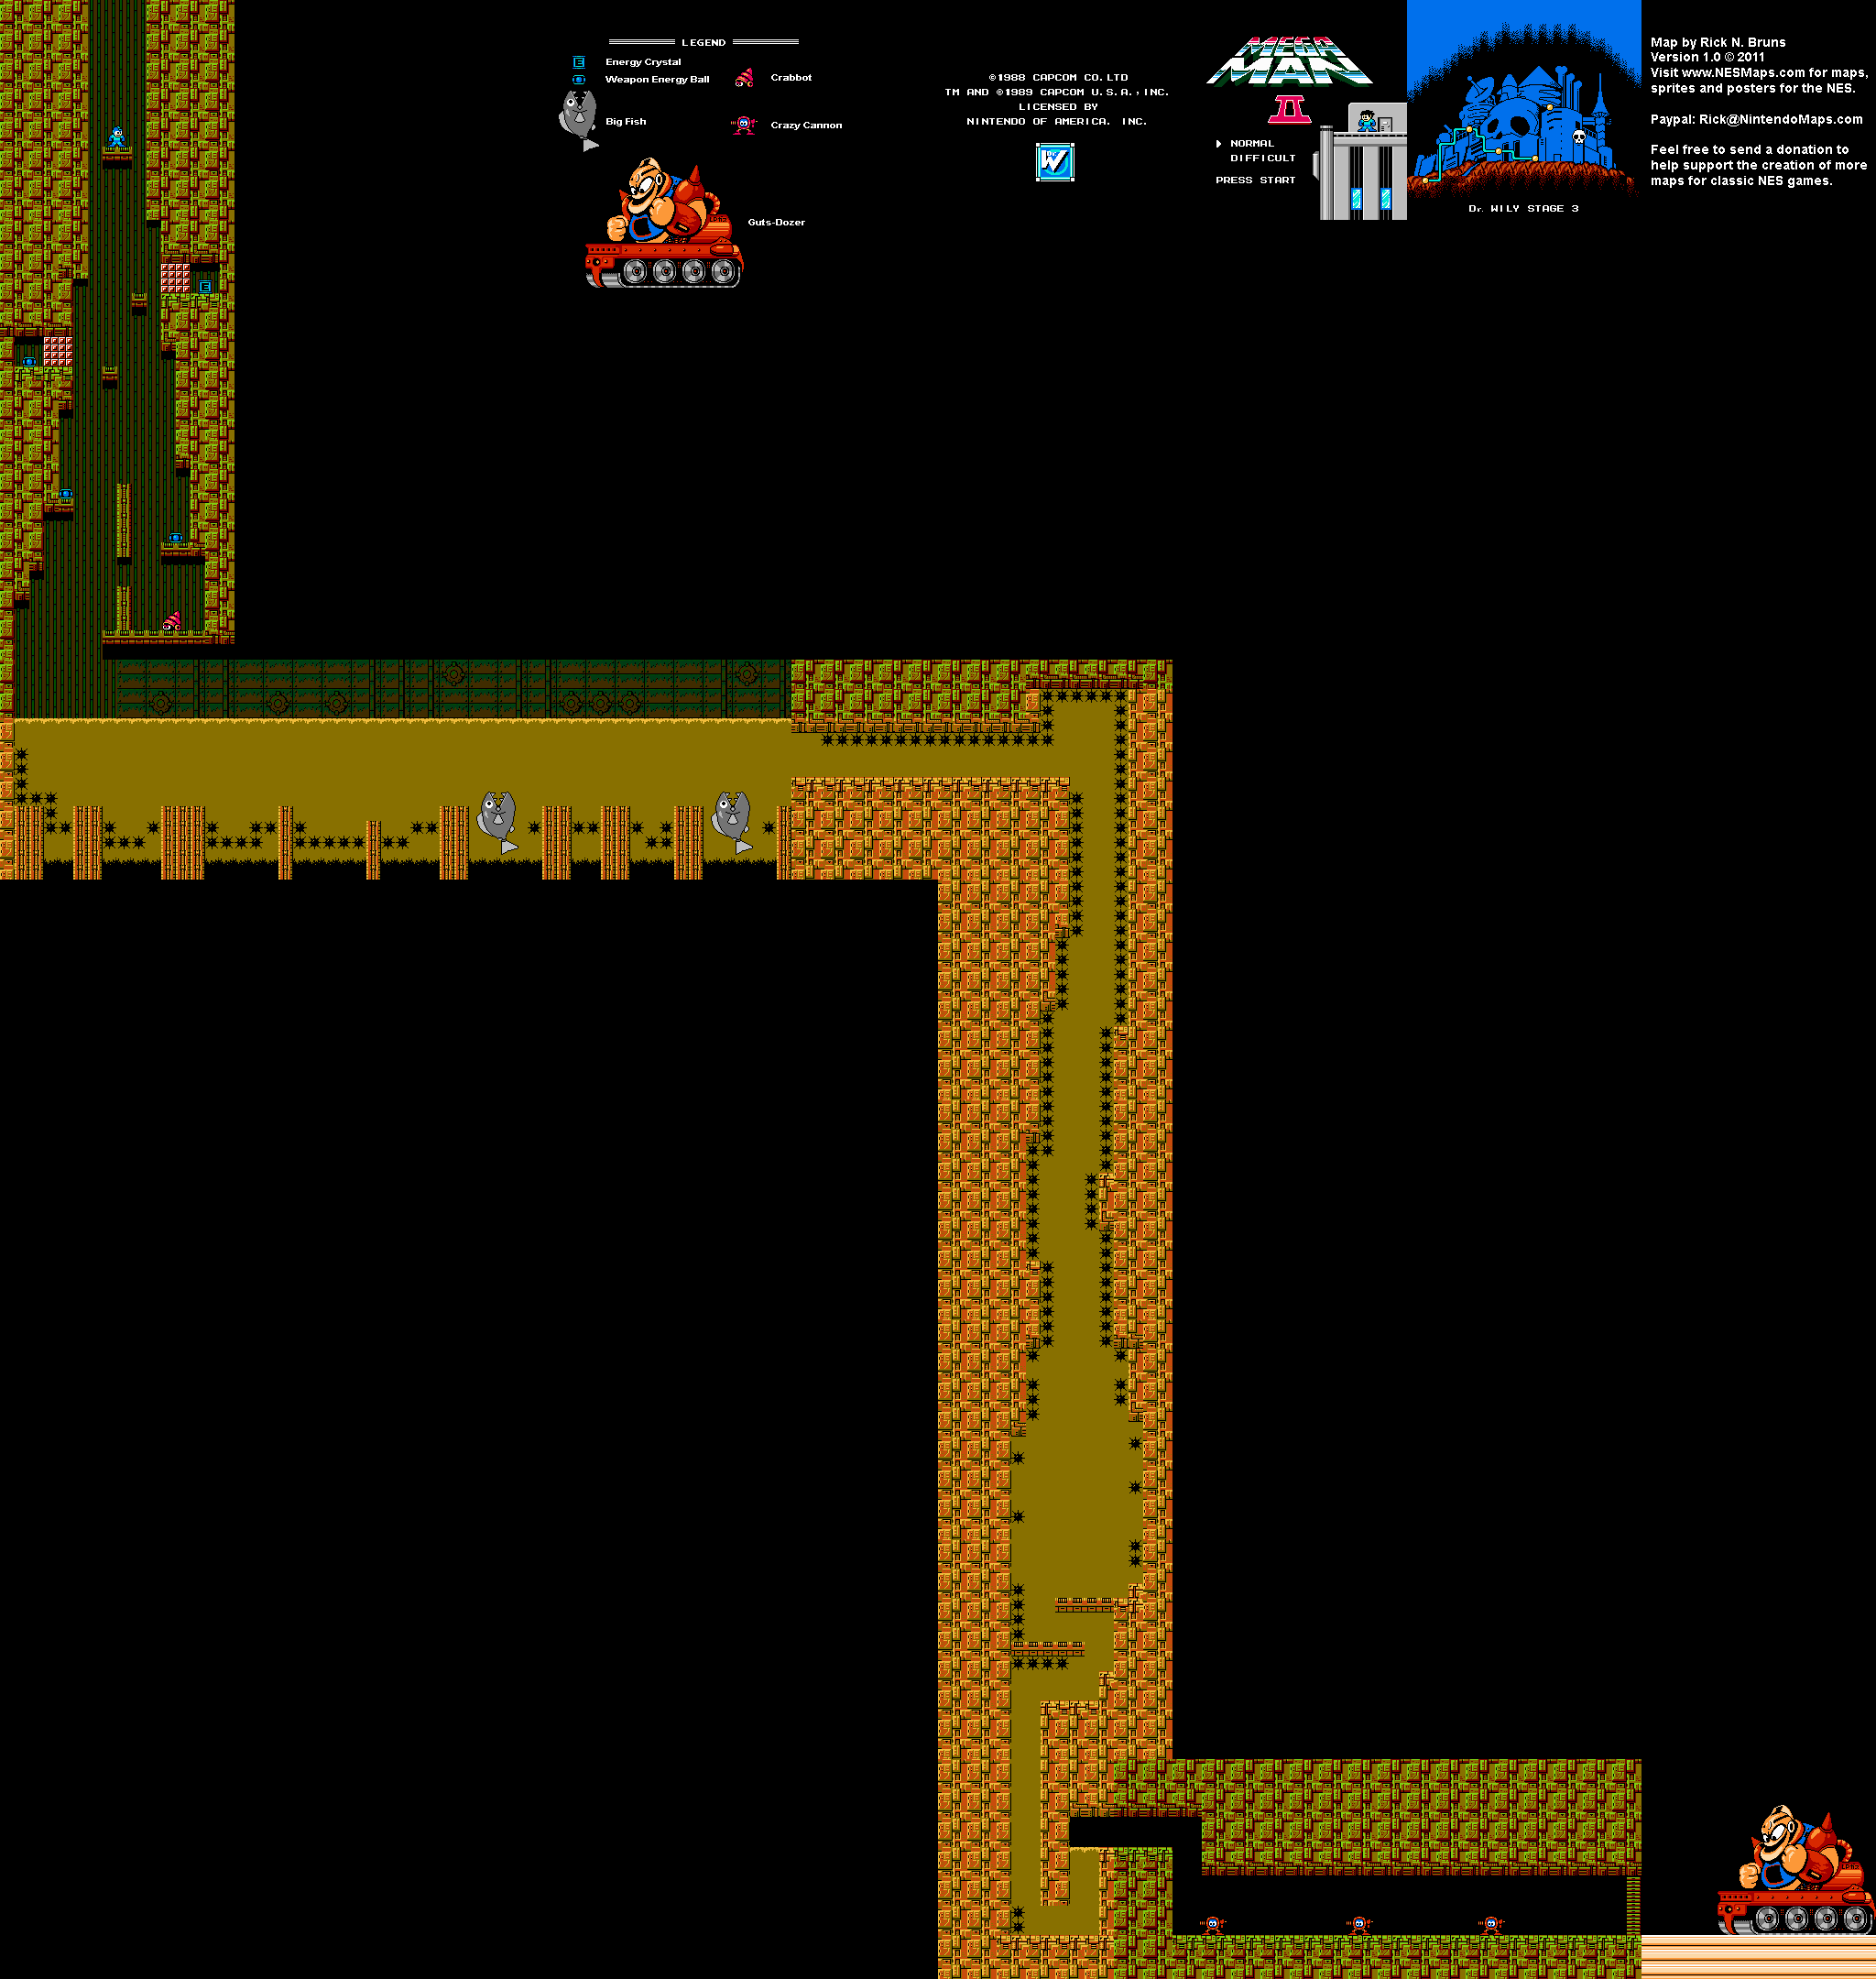 LEGEND
Energy Crystal
Weapon Energy Ball
Big Fish
Crabbot
Crazy Cannon
Guts-Dozer
©1988 CAPCOM CO. LTD
TM AND ©1989 CAPCOM U.S.A., INC.
LICENSED BY
NINTENDO OF AMERICA. INC.
Dr. W
MEGA
MAN
II
NORMAL
DIFFICULT
PRESS START
Dr. WILY STAGE 3
Map by Rick N. Bruns
Version 1.0 © 2011
Visit www.NESMaps.com for maps,
sprites and posters for the NES.
Paypal: Rick@NintendoMaps.com
Feel free to send a donation to
help support the creation of more
maps for classic NES games.
E